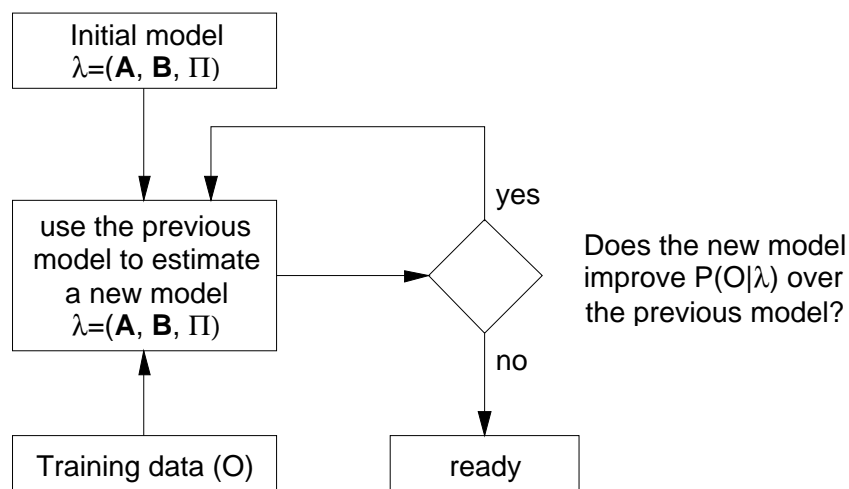 Initial model
λ=(A, B, Π)
yes
use the previous
model to estimate
a new model
λ=(A, B, Π)
Does the new model
improve P(O|λ) over
the previous model?
no
Training data (O)
ready